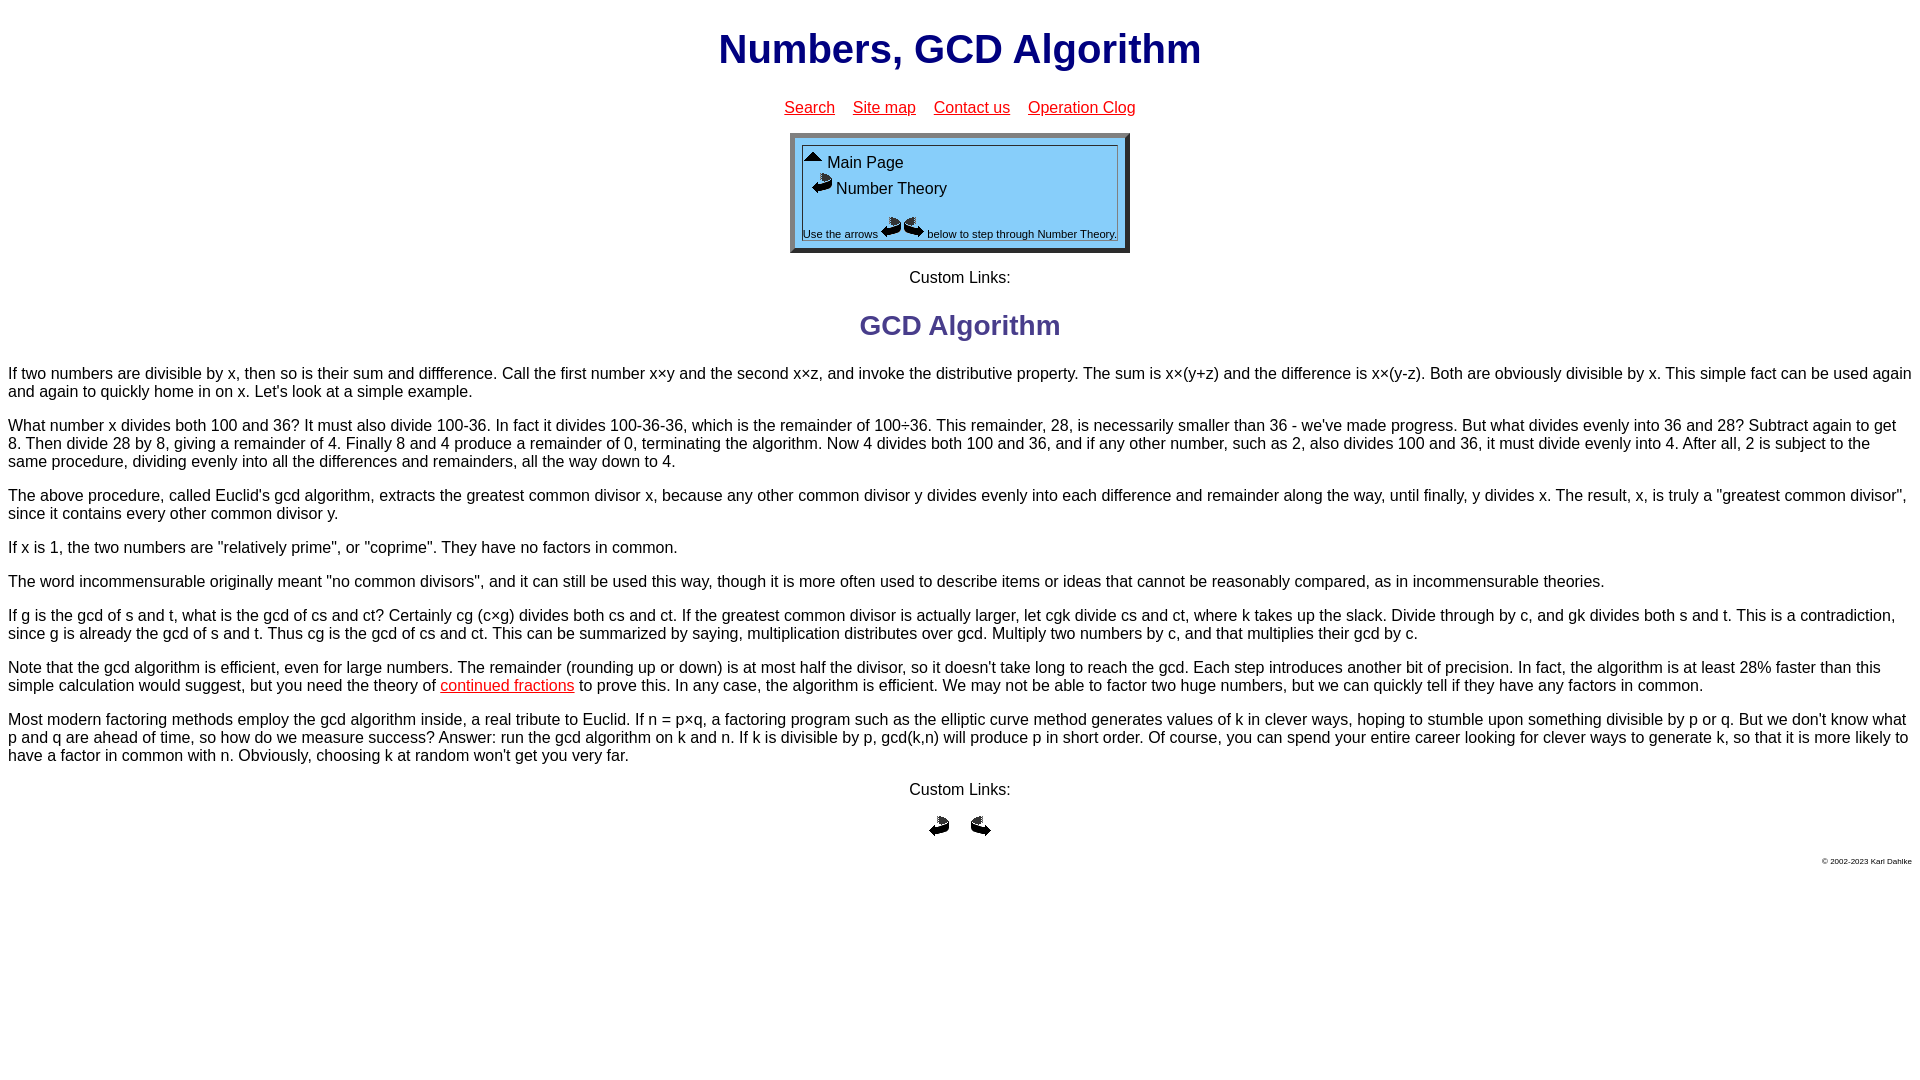 Numbers, GCD Algorithm
Search Site map Contact us Operation Clog
Main Page
Number Theory
Use the arrows below to step through Number Theory.
Custom Links:
GCD Algorithm
If two numbers are divisible by x, then so is their sum and diffference. Call the first number x×y and the second x×z, and invoke the distributive property. The sum is x×(y+z) and the difference is x×(y-z). Both are obviously divisible by x. This simple fact can be used again
and again to quickly home in on x. Let's look at a simple example.
What number x divides both 100 and 36? It must also divide 100-36. In fact it divides 100-36-36, which is the remainder of 100÷36. This remainder, 28, is necessarily smaller than 36 - we've made progress. But what divides evenly into 36 and 28? Subtract again to get
8. Then divide 28 by 8, giving a remainder of 4. Finally 8 and 4 produce a remainder of 0, terminating the algorithm. Now 4 divides both 100 and 36, and if any other number, such as 2, also divides 100 and 36, it must divide evenly into 4. After all, 2 is subject to the
same procedure, dividing evenly into all the differences and remainders, all the way down to 4.
The above procedure, called Euclid's gcd algorithm, extracts the greatest common divisor x, because any other common divisor y divides evenly into each difference and remainder along the way, until finally, y divides x. The result, x, is truly a "greatest common divisor",
since it contains every other common divisor y.
If x is 1, the two numbers are "relatively prime", or "coprime". They have no factors in common.
The word incommensurable originally meant "no common divisors", and it can still be used this way, though it is more often used to describe items or ideas that cannot be reasonably compared, as in incommensurable theories.
If g is the gcd of s and t, what is the gcd of cs and ct? Certainly cg (c×g) divides both cs and ct. If the greatest common divisor is actually larger, let cgk divide cs and ct, where k takes up the slack. Divide through by c, and gk divides both s and t. This is a contradiction,
since g is already the gcd of s and t. Thus cg is the gcd of cs and ct. This can be summarized by saying, multiplication distributes over gcd. Multiply two numbers by c, and that multiplies their gcd by c.
Note that the gcd algorithm is efficient, even for large numbers. The remainder (rounding up or down) is at most half the divisor, so it doesn't take long to reach the gcd. Each step introduces another bit of precision. In fact, the algorithm is at least 28% faster than this
simple calculation would suggest, but you need the theory of continued fractions to prove this. In any case, the algorithm is efficient. We may not be able to factor two huge numbers, but we can quickly tell if they have any factors in common.
Most modern factoring methods employ the gcd algorithm inside, a real tribute to Euclid. If n = p×q, a factoring program such as the elliptic curve method generates values of k in clever ways, hoping to stumble upon something divisible by p or q. But we don't know what
p and q are ahead of time, so how do we measure success? Answer: run the gcd algorithm on k and n. If k is divisible by p, gcd(k,n) will produce p in short order. Of course, you can spend your entire career looking for clever ways to generate k, so that it is more likely to
have a factor in common with n. Obviously, choosing k at random won't get you very far.
Custom Links:
© 2002-2023 Karl Dahlke